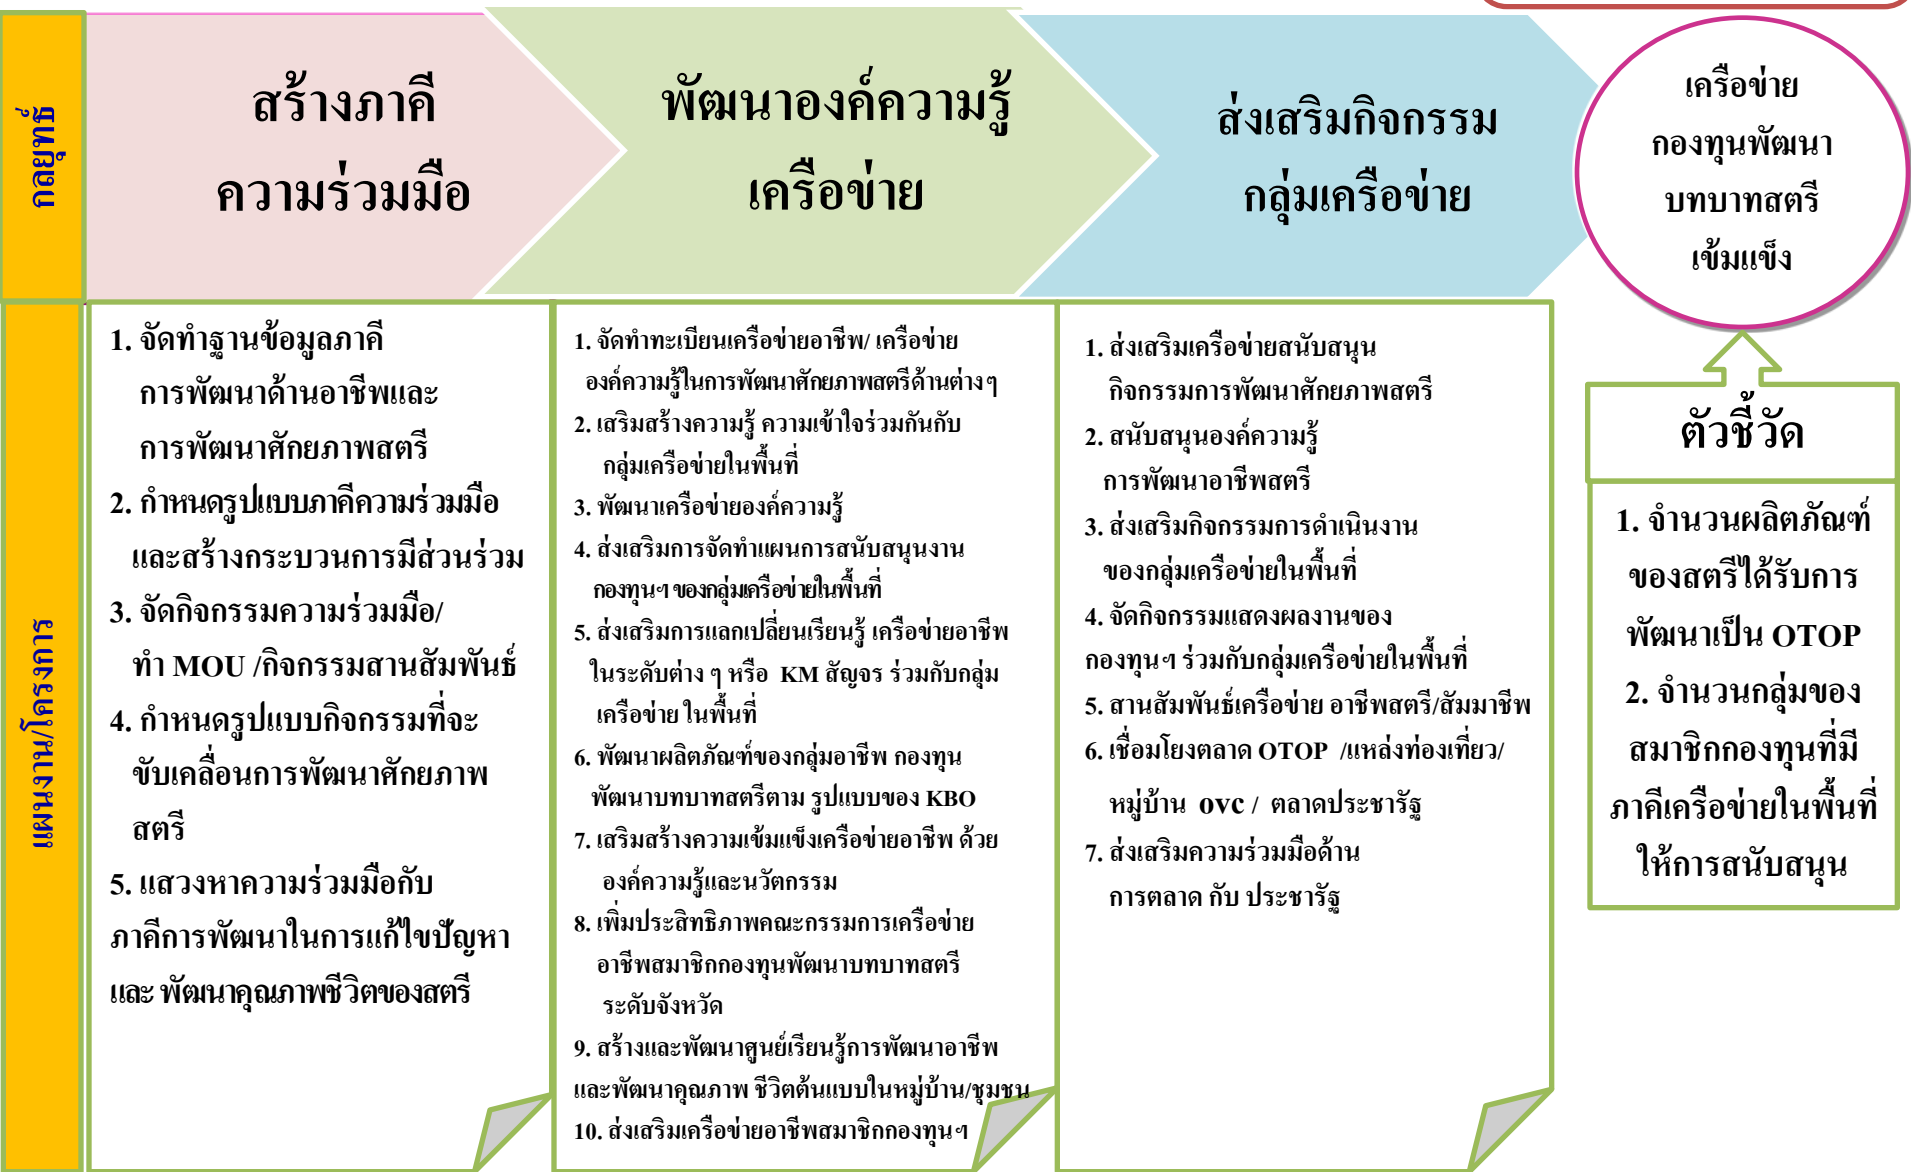 กลยุทธ์
สร้างภาคี
ความร่วมมือ
พัฒนาองค์ความรู้
เครือข่าย
ส่งเสริมกิจกรรม
กลุ่มเครือข่าย
เครือข่าย
กองทุนพัฒนา
บทบาทสตรี
เข้มแข็ง
แผนงาน/โครงการ
1. จัดทำฐานข้อมูลภาคี
การพัฒนาด้านอาชีพและ
การพัฒนาศักยภาพสตรี
2. กำหนดรูปแบบภาคีความร่วมมือ
และสร้างกระบวนการมีส่วนร่วม
3. จัดกิจกรรมความร่วมมือ/
ทำ MOU /กิจกรรมสานสัมพันธ์
4. กำหนดรูปแบบกิจกรรมที่จะ
ขับเคลื่อนการพัฒนาศักยภาพ
สตรี
5. แสวงหาความร่วมมือกับ
ภาคีการพัฒนาในการแก้ไขปัญหา
และ พัฒนาคุณภาพชีวิตของสตรี
1. จัดทำทะเบียนเครือข่ายอาชีพ/ เครือข่าย
องค์ความรู้ในการพัฒนาศักยภาพสตรีด้านต่าง ๆ
2. เสริมสร้างความรู้ ความเข้าใจร่วมกันกับ
กลุ่มเครือข่ายในพื้นที่
3. พัฒนาเครือข่ายองค์ความรู้
4. ส่งเสริมการจัดทำแผนการสนับสนุนงาน
กองทุนฯ ของกลุ่มเครือข่ายในพื้นที่
5. ส่งเสริมการแลกเปลี่ยนเรียนรู้ เครือข่ายอาชีพ
ในระดับต่าง ๆ หรือ KM สัญจร ร่วมกับกลุ่ม
เครือข่าย ในพื้นที่
6. พัฒนาผลิตภัณฑ์ของกลุ่มอาชีพ กองทุน
พัฒนาบทบาทสตรีตาม รูปแบบของ KBO
7. เสริมสร้างความเข้มแข็งเครือข่ายอาชีพ ด้วย
องค์ความรู้และนวัตกรรม
8. เพิ่มประสิทธิภาพคณะกรรมการเครือข่าย
อาชีพสมาชิกกองทุนพัฒนาบทบาทสตรี
ระดับจังหวัด
9. สร้างและพัฒนาศูนย์เรียนรู้การพัฒนาอาชีพ
และพัฒนาคุณภาพ ชีวิตต้นแบบในหมู่บ้าน/ชุมชน
10. ส่งเสริมเครือข่ายอาชีพสมาชิกกองทุนฯ
1. ส่งเสริมเครือข่ายสนับสนุน
กิจกรรมการพัฒนาศักยภาพสตรี
2. สนับสนุนองค์ความรู้
การพัฒนาอาชีพสตรี
3. ส่งเสริมกิจกรรมการดำเนินงาน
ของกลุ่มเครือข่ายในพื้นที่
4. จัดกิจกรรมแสดงผลงานของ
กองทุนฯ ร่วมกับกลุ่มเครือข่ายในพื้นที่
5. สานสัมพันธ์เครือข่าย อาชีพสตรี/สัมมาชีพ
6. เชื่อมโยงตลาด OTOP /แหล่งท่องเที่ยว/
หมู่บ้าน ovc / ตลาดประชารัฐ
7. ส่งเสริมความร่วมมือด้าน
การตลาด กับ ประชารัฐ
ตัวชี้วัด
1. จำนวนผลิตภัณฑ์
ของสตรีได้รับการ
พัฒนาเป็น OTOP
2. จำนวนกลุ่มของ
สมาชิกกองทุนที่มี
ภาคีเครือข่ายในพื้นที่
ให้การสนับสนุน